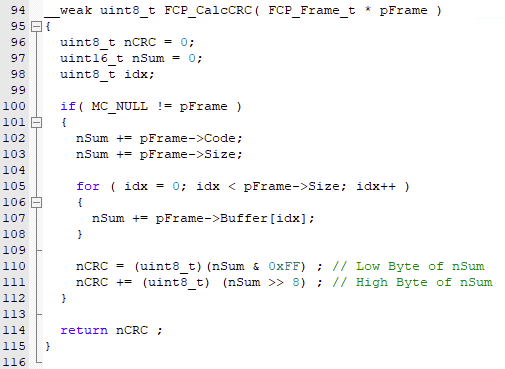 94 __weak uint8_t FCP_CalcCRC( FCP_Frame_t * pFrame )
95 {
96   uint8_t nCRC = 0;
97   uint16_t nSum = 0;
98   uint8_t idx;
99
100   if( MC_NULL != pFrame )
101   {
102     nSum += pFrame->Code;
103     nSum += pFrame->Size;
104
105     for ( idx = 0; idx < pFrame->Size; idx++ )
106     {
107       nSum += pFrame->Buffer[idx];
108     }
109
110     nCRC = (uint8_t)(nSum & 0xFF) ; // Low Byte of nSum
111     nCRC += (uint8_t) (nSum >> 8) ; // High Byte of nSum
112   }
113
114   return nCRC ;
115 }
116